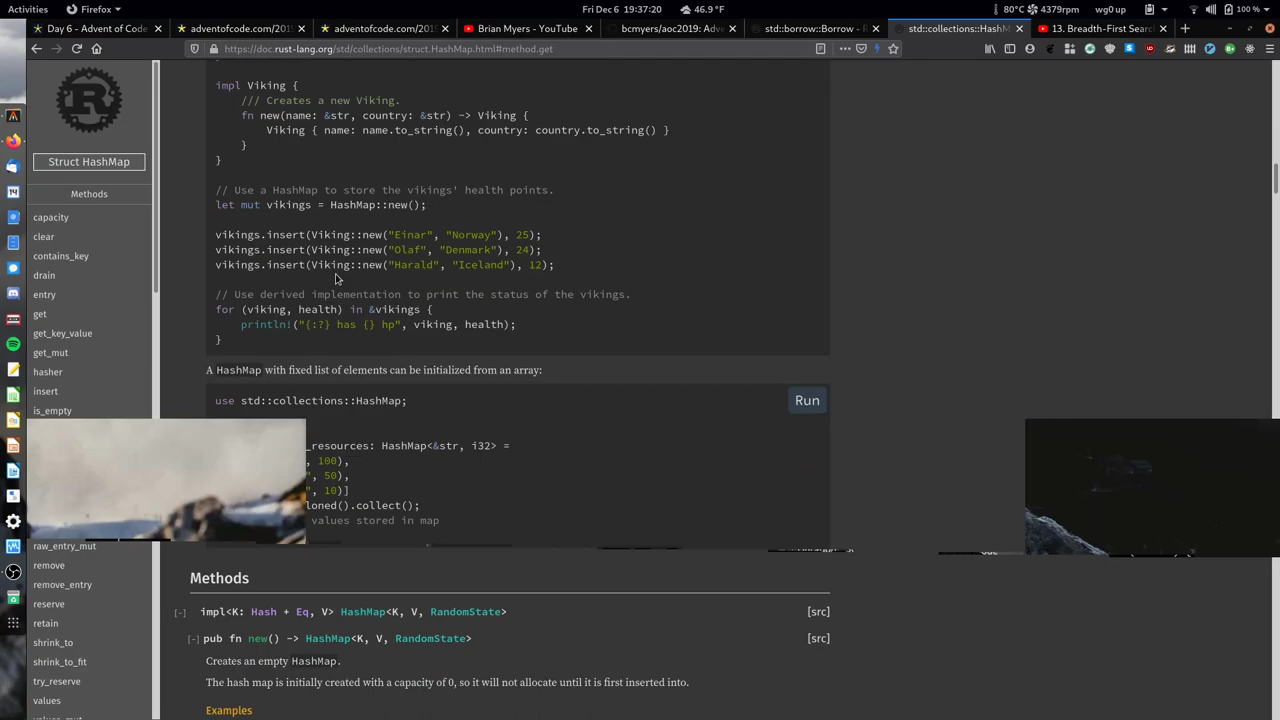 Activities
Firefox
Fri Dec 6 19:37:20
46.9 °F
80°C
4379rpm
wg0 up
100 %
Day 6 - Advent of Code
adventofcode.com/201
adventofcode.com/201
Brian Myers - YouTube
bcmyers/aoc2019: Adve
std::borrow::Borrow - R
std::collections::HashM
13. Breadth-First Searc
https://doc.rust-lang.org/std/collections/struct.HashMap.html#method.get
Struct HashMap
Methods
capacity
clear
contains_key
drain
entry
get
get_key_value
get_mut
hasher
insert
is_empty
raw_entry_mut
remove
remove_entry
reserve
retain
shrink_to
shrink_to_fit
try_reserve
values
values_mut
impl Viking {
/// Creates a new Viking.
fn new(name: &str, country: &str) -> Viking {
Viking { name: name.to_string(), country: country.to_string() }
}
}
// Use a HashMap to store the vikings' health points.
let mut vikings = HashMap::new();
vikings.insert(Viking::new("Einar", "Norway"), 25);
vikings.insert(Viking::new("Olaf", "Denmark"), 24);
vikings.insert(Viking::new("Harald", "Iceland"), 12);
// Use derived implementation to print the status of the vikings.
for (viking, health) in &vikings {
println!("{:?} has {} hp", viking, health);
}
A HashMap with fixed list of elements can be initialized from an array:
use std::collections::HashMap;
Run
_resources: HashMap<&str, i32> =
, 100),
", 50),
", 10)]
cloned().collect();
values stored in map
Methods
[-] impl<K: Hash + Eq, V> HashMap<K, V, RandomState> [src]
[-] pub fn new() -> HashMap<K, V, RandomState> [src]
Creates an empty HashMap.
The hash map is initially created with a capacity of 0, so it will not allocate until it is first inserted into.
Examples